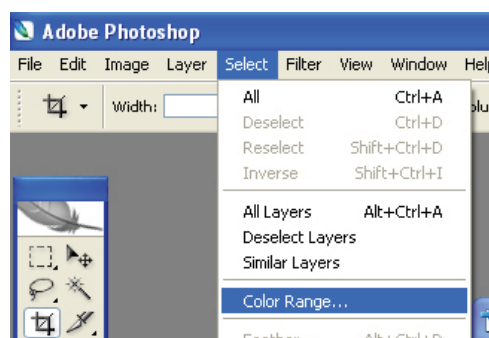 Adobe Photoshop
File Edit Image Layer Select Filter View Window Help
Width:
All Ctrl+A
Deselect Ctrl+D
Reselect Shift+Ctrl+D
Inverse Shift+Ctrl+I
All Layers Alt+Ctrl+A
Deselect Layers
Similar Layers
Color Range...